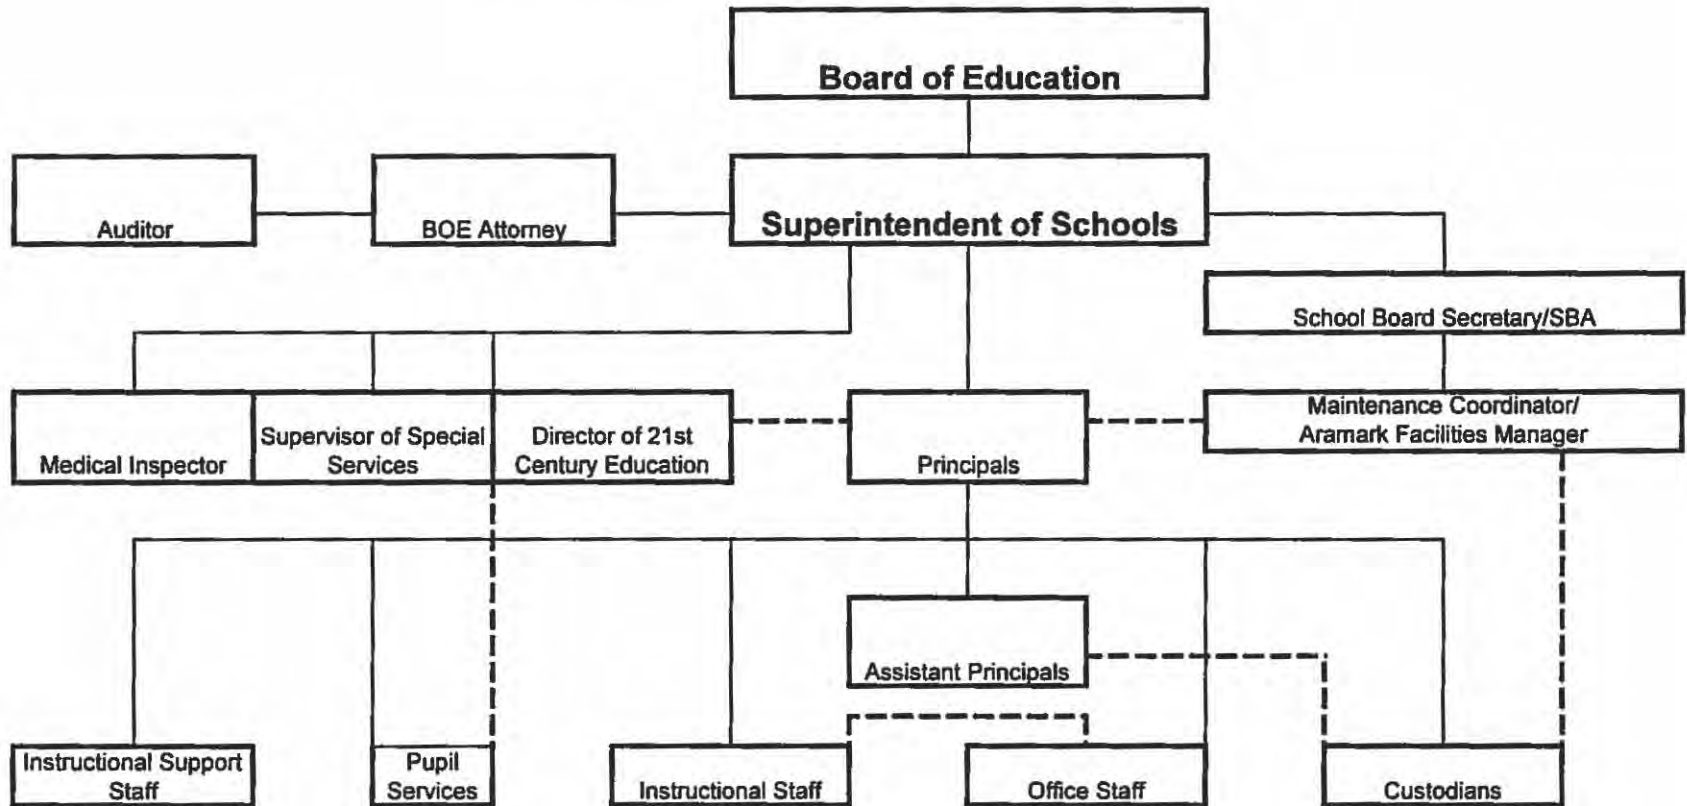 Board of Education
Auditor
BOE Attorney
Superintendent of Schools
School Board Secretary/SBA
Medical Inspector
Supervisor of Special
Services
Director of 21st
Century Education
Principals
Maintenance Coordinator/
Aramark Facilities Manager
Assistant Principals
Instructional Support
Staff
Pupil
Services
Instructional Staff
Office Staff
Custodians